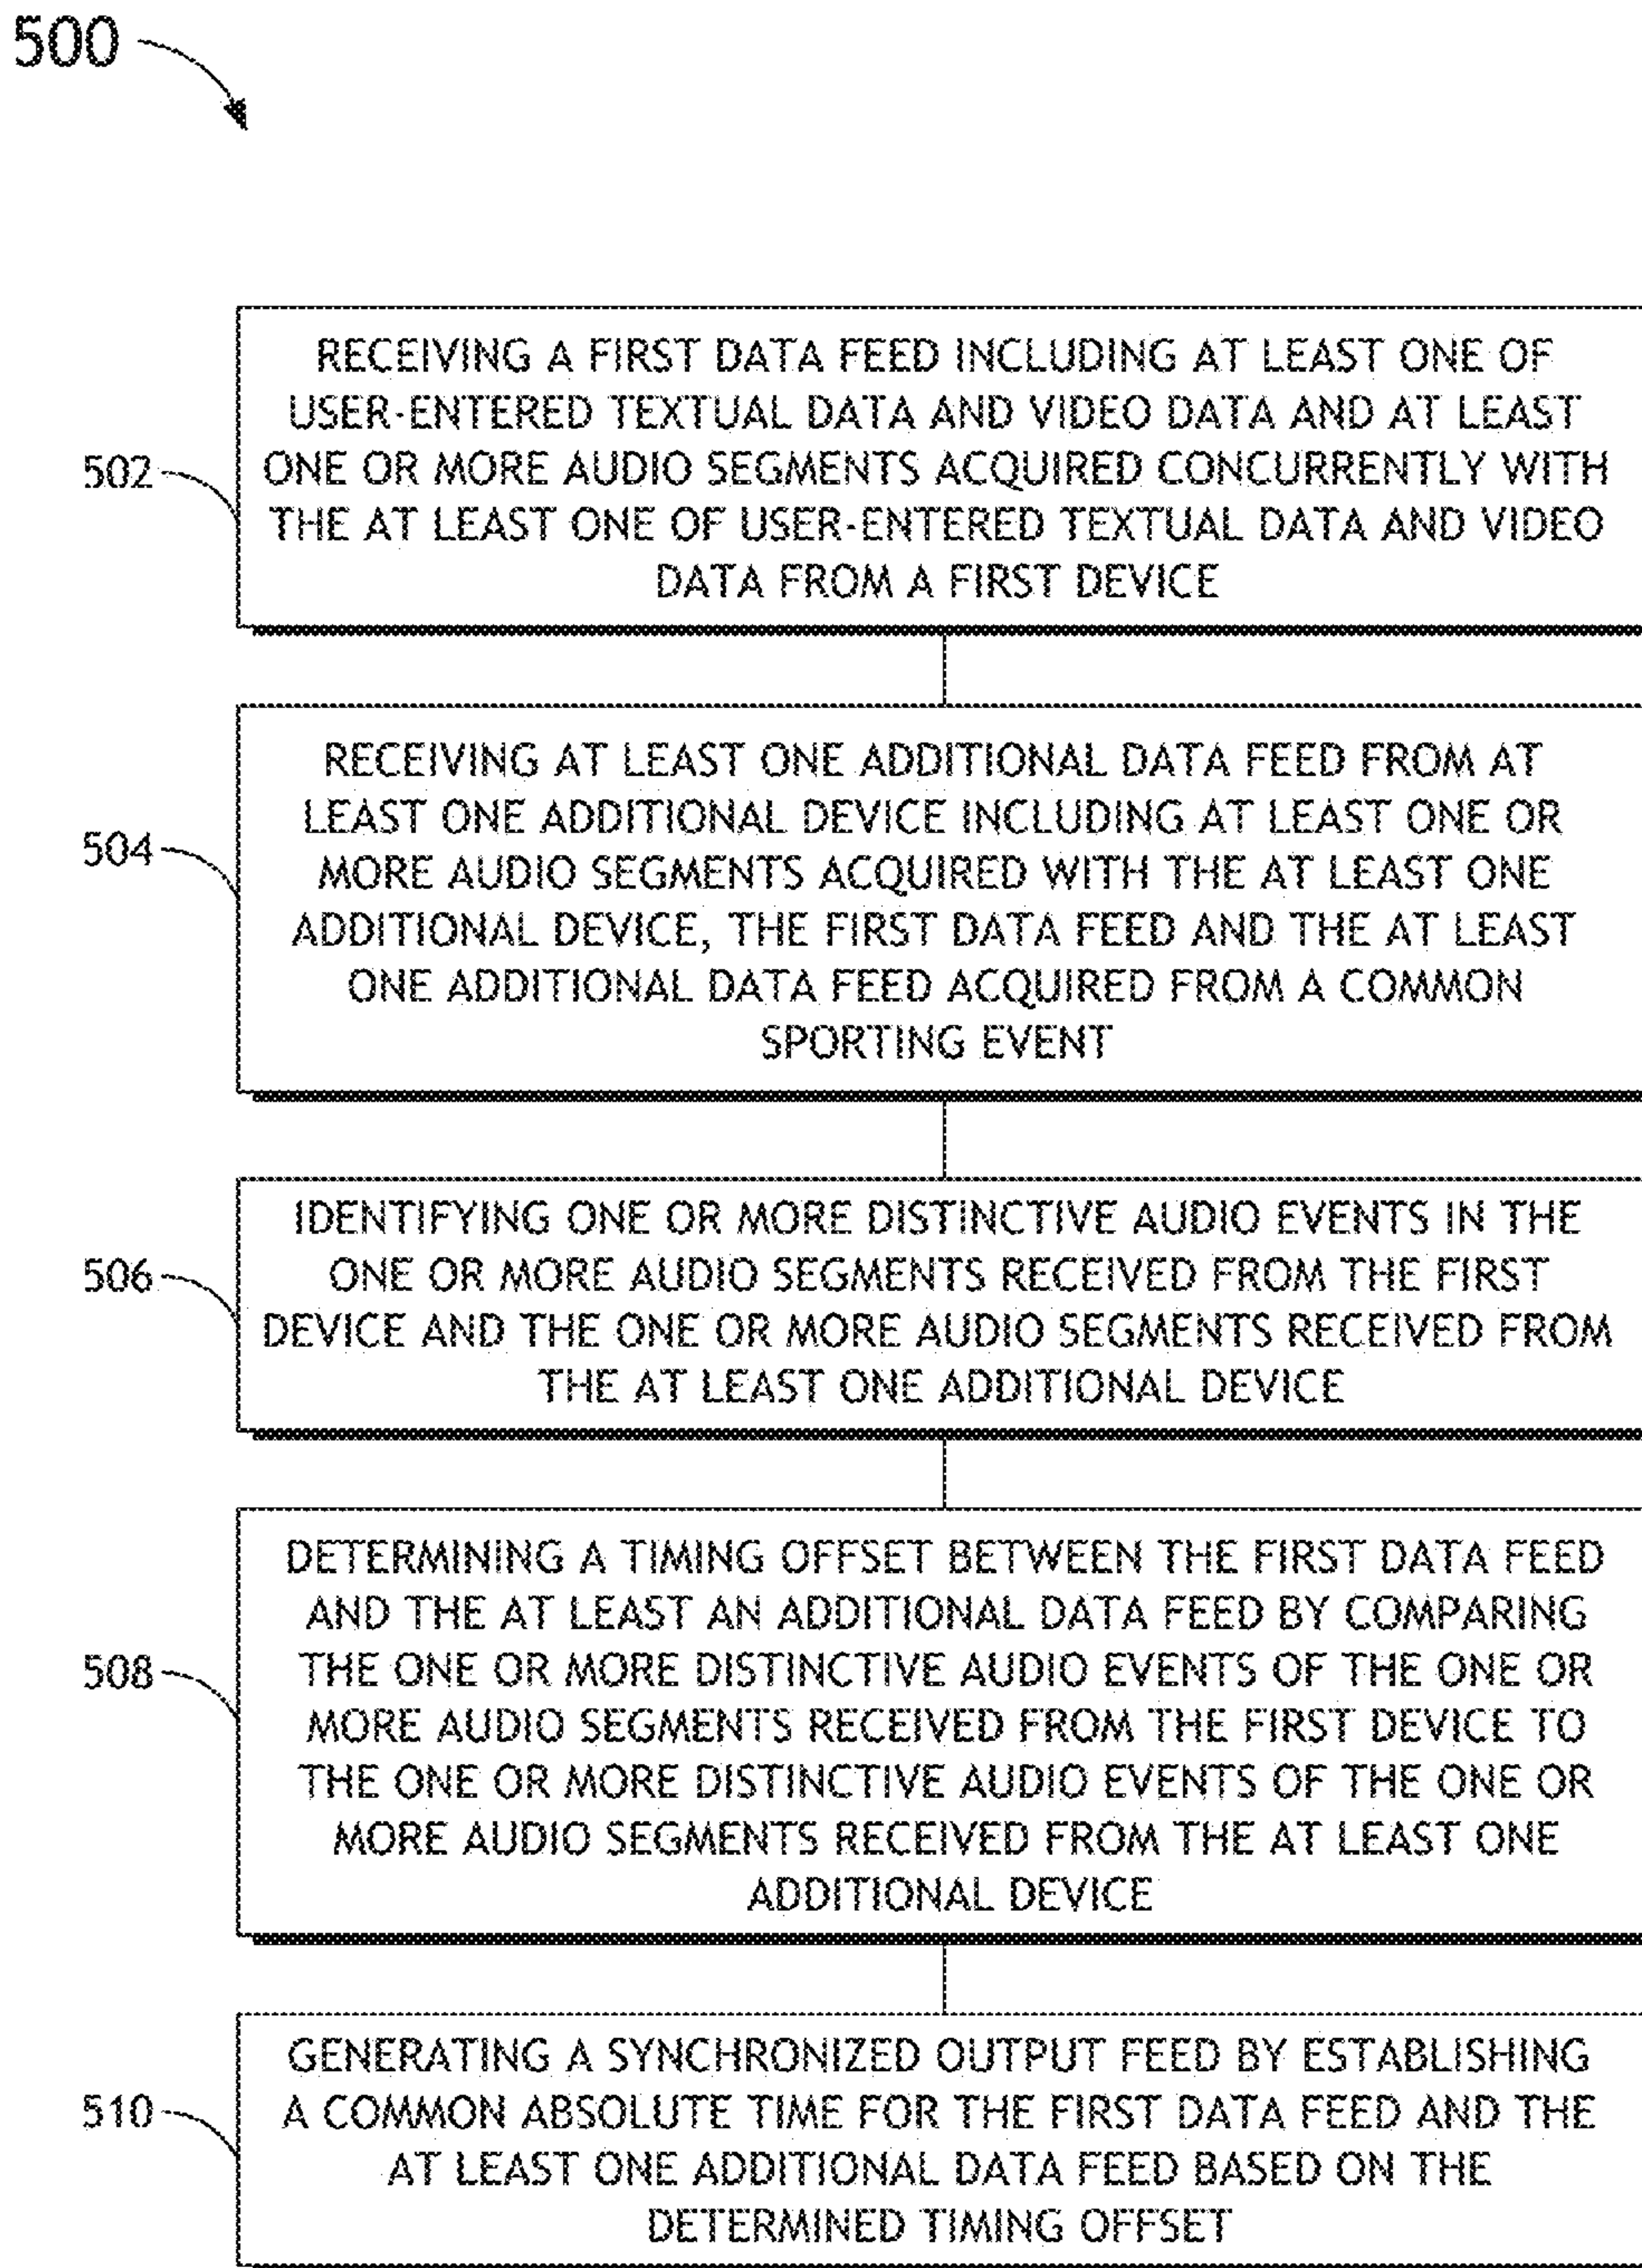 500
RECEIVING A FIRST DATA FEED INCLUDING AT LEAST ONE OF
USER-ENTERED TEXTUAL DATA AND VIDEO DATA AND AT LEAST
502
ONE OR MORE AUDIO SEGMENTS ACQUIRED CONCURRENTLY WITH
THE AT LEAST ONE OF USER-ENTERED TEXTUAL DATA AND VIDEO
DATA FROM A FIRST DEVICE
RECEIVING AT LEAST ONE ADDITIONAL DATA FEED FROM AT
LEAST ONE ADDITIONAL DEVICE INCLUDING AT LEAST ONE OR
504
MORE AUDIO SEGMENTS ACQUIRED WITH THE AT LEAST ONE
ADDITIONAL DEVICE, THE FIRST DATA FEED AND THE AT LEAST
ONE ADDITIONAL DATA FEED ACQUIRED FROM A COMMON
SPORTING EVENT
IDENTIFYING ONE OR MORE DISTINCTIVE AUDIO EVENTS IN THE
506
ONE OR MORE AUDIO SEGMENTS RECEIVED FROM THE FIRST
DEVICE AND THE ONE OR MORE AUDIO SEGMENTS RECEIVED FROM
THE AT LEAST ONE ADDITIONAL DEVICE
DETERMINING A TIMING OFFSET BETWEEN THE FIRST DATA FEED
AND THE AT LEAST AN ADDITIONAL DATA FEED BY COMPARING
508
THE ONE OR MORE DISTINCTIVE AUDIO EVENTS OF THE ONE OR
MORE AUDIO SEGMENTS RECEIVED FROM THE FIRST DEVICE TO
THE ONE OR MORE DISTINCTIVE AUDIO EVENTS OF THE ONE OR
MORE AUDIO SEGMENTS RECEIVED FROM THE AT LEAST ONE
ADDITIONAL DEVICE
GENERATING A SYNCHRONIZED OUTPUT FEED BY ESTABLISHING
510
A COMMON ABSOLUTE TIME FOR THE FIRST DATA FEED AND THE
AT LEAST ONE ADDITIONAL DATA FEED BASED ON THE
DETERMINED TIMING OFFSET